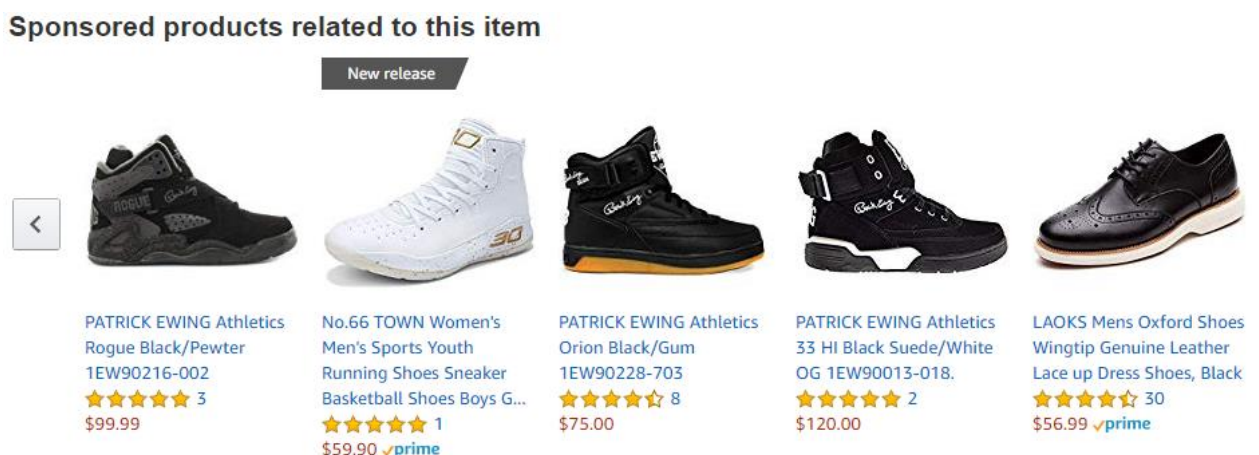 Sponsored products related to this item
New release
ROGUE
30
30
PATRICK EWING Athletics
Rogue Black/Pewter
1EW90216-002
3
$99.99
No.66 TOWN Women's
Men's Sports Youth
Running Shoes Sneaker
Basketball Shoes Boys G...
1
$59.90 prime
PATRICK EWING Athletics
Orion Black/Gum
1EW90228-703
8
$75.00
PATRICK EWING Athletics
33 HI Black Suede/White
OG 1EW90013-018.
2
$120.00
LAOKS Mens Oxford Shoes
Wingtip Genuine Leather
Lace up Dress Shoes, Black
30
$56.99 prime